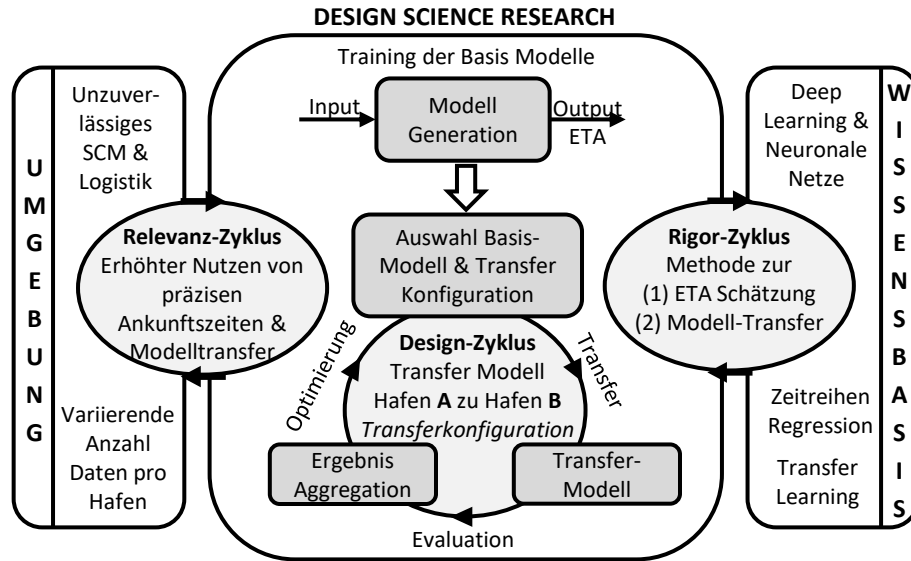 DESIGN SCIENCE RESEARCH
UMGEBUNG
Unzuver-
lässiges
SCM &
Logistik
Relevanz-Zyklus
Erhöhter Nutzen von
präzisen
Ankunftszeiten &
Modelltransfer
Variierende
Anzahl
Daten pro
Hafen
Training der Basis Modelle
Input
Modell
Generation
Output
ETA
Auswahl Basis-
Modell & Transfer
Konfiguration
Optimierung
Design-Zyklus
Transfer Modell
Hafen A zu Hafen B
Transferkonfiguration
Transfer
Ergebnis
Aggregation
Transfer-
Modell
Evaluation
Deep
Learning &
Neuronale
Netze
Rigor-Zyklus
Methode zur
(1) ETA Schätzung
(2) Modell-Transfer
Zeitreihen
Regression
Transfer
Learning
WISSENSBASIS